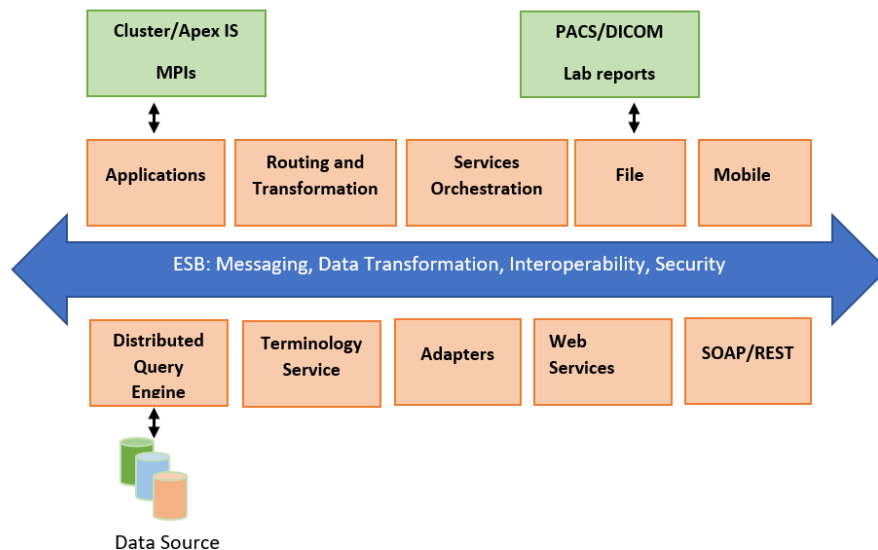 Cluster/Apex IS
MPIs
PACS/DICOM
Lab reports
Applications
Routing and
Transformation
Services
Orchestration
File
Mobile
ESB: Messaging, Data Transformation, Interoperability, Security
Distributed
Query
Engine
Terminology
Service
Adapters
Web
Services
SOAP/REST
Data Source